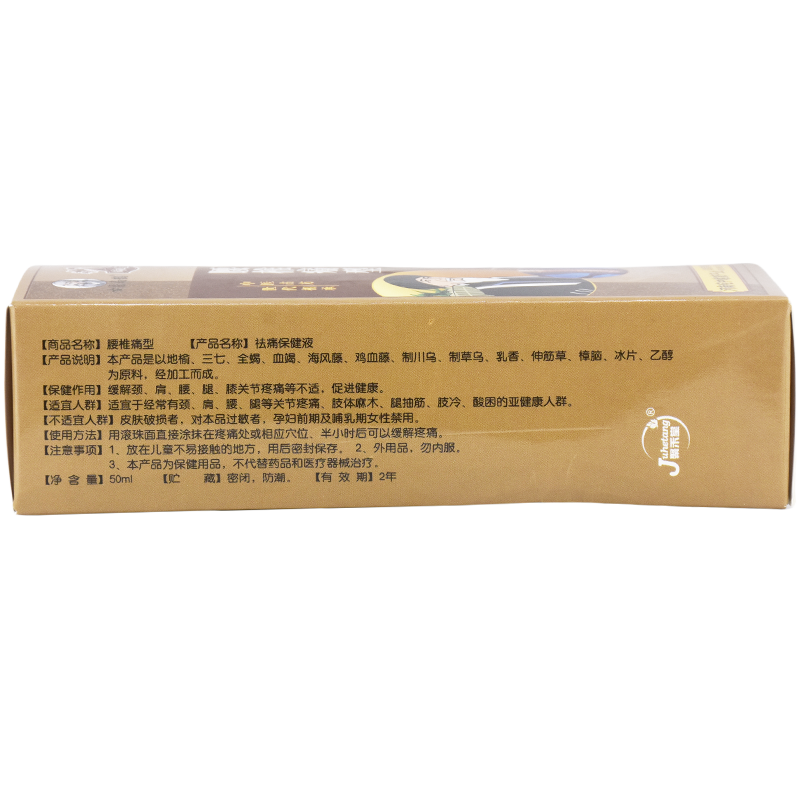 【商品名称】腰椎痛型 【产品名称】祛痛保健液
【产品说明】本产品是以地榆、三七、全蝎、血竭、海风藤、鸡血藤、制川乌、制草乌、乳香、伸筋草、樟脑、冰片、乙醇
为原料，经加工而成。
【保健作用】缓解颈、肩、腰、腿、膝关节疼痛等不适，促进健康。
【适宜人群】适宜于经常有颈、肩、腰、腿等关节疼痛、肢体麻木、腿抽筋、肢冷、酸困的亚健康人群。
【不适宜人群】皮肤破损者，对本品过敏者，孕妇前期及哺乳期女性禁用。
【使用方法】用滚珠面直接涂抹在疼痛处或相应穴位、半小时后可以缓解疼痛。
【注意事项】1、放在儿童不易接触的地方，用后密封保存。 2、外用品，勿内服。
3、本产品为保健用品，不代替药品和医疗器械治疗。
【净 含 量】50ml 【贮 藏】密闭，防潮。 【有 效 期】2年
Juhetang ®